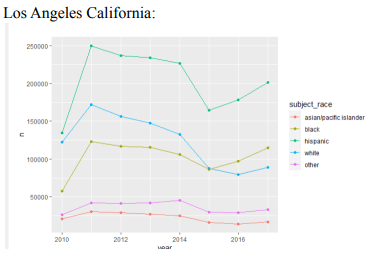 Los Angeles California:
250000
200000
150000
100000
50000
n
2010
2012
2014
2016
year
subject_race
asian/pacific islander
black
hispanic
white
other